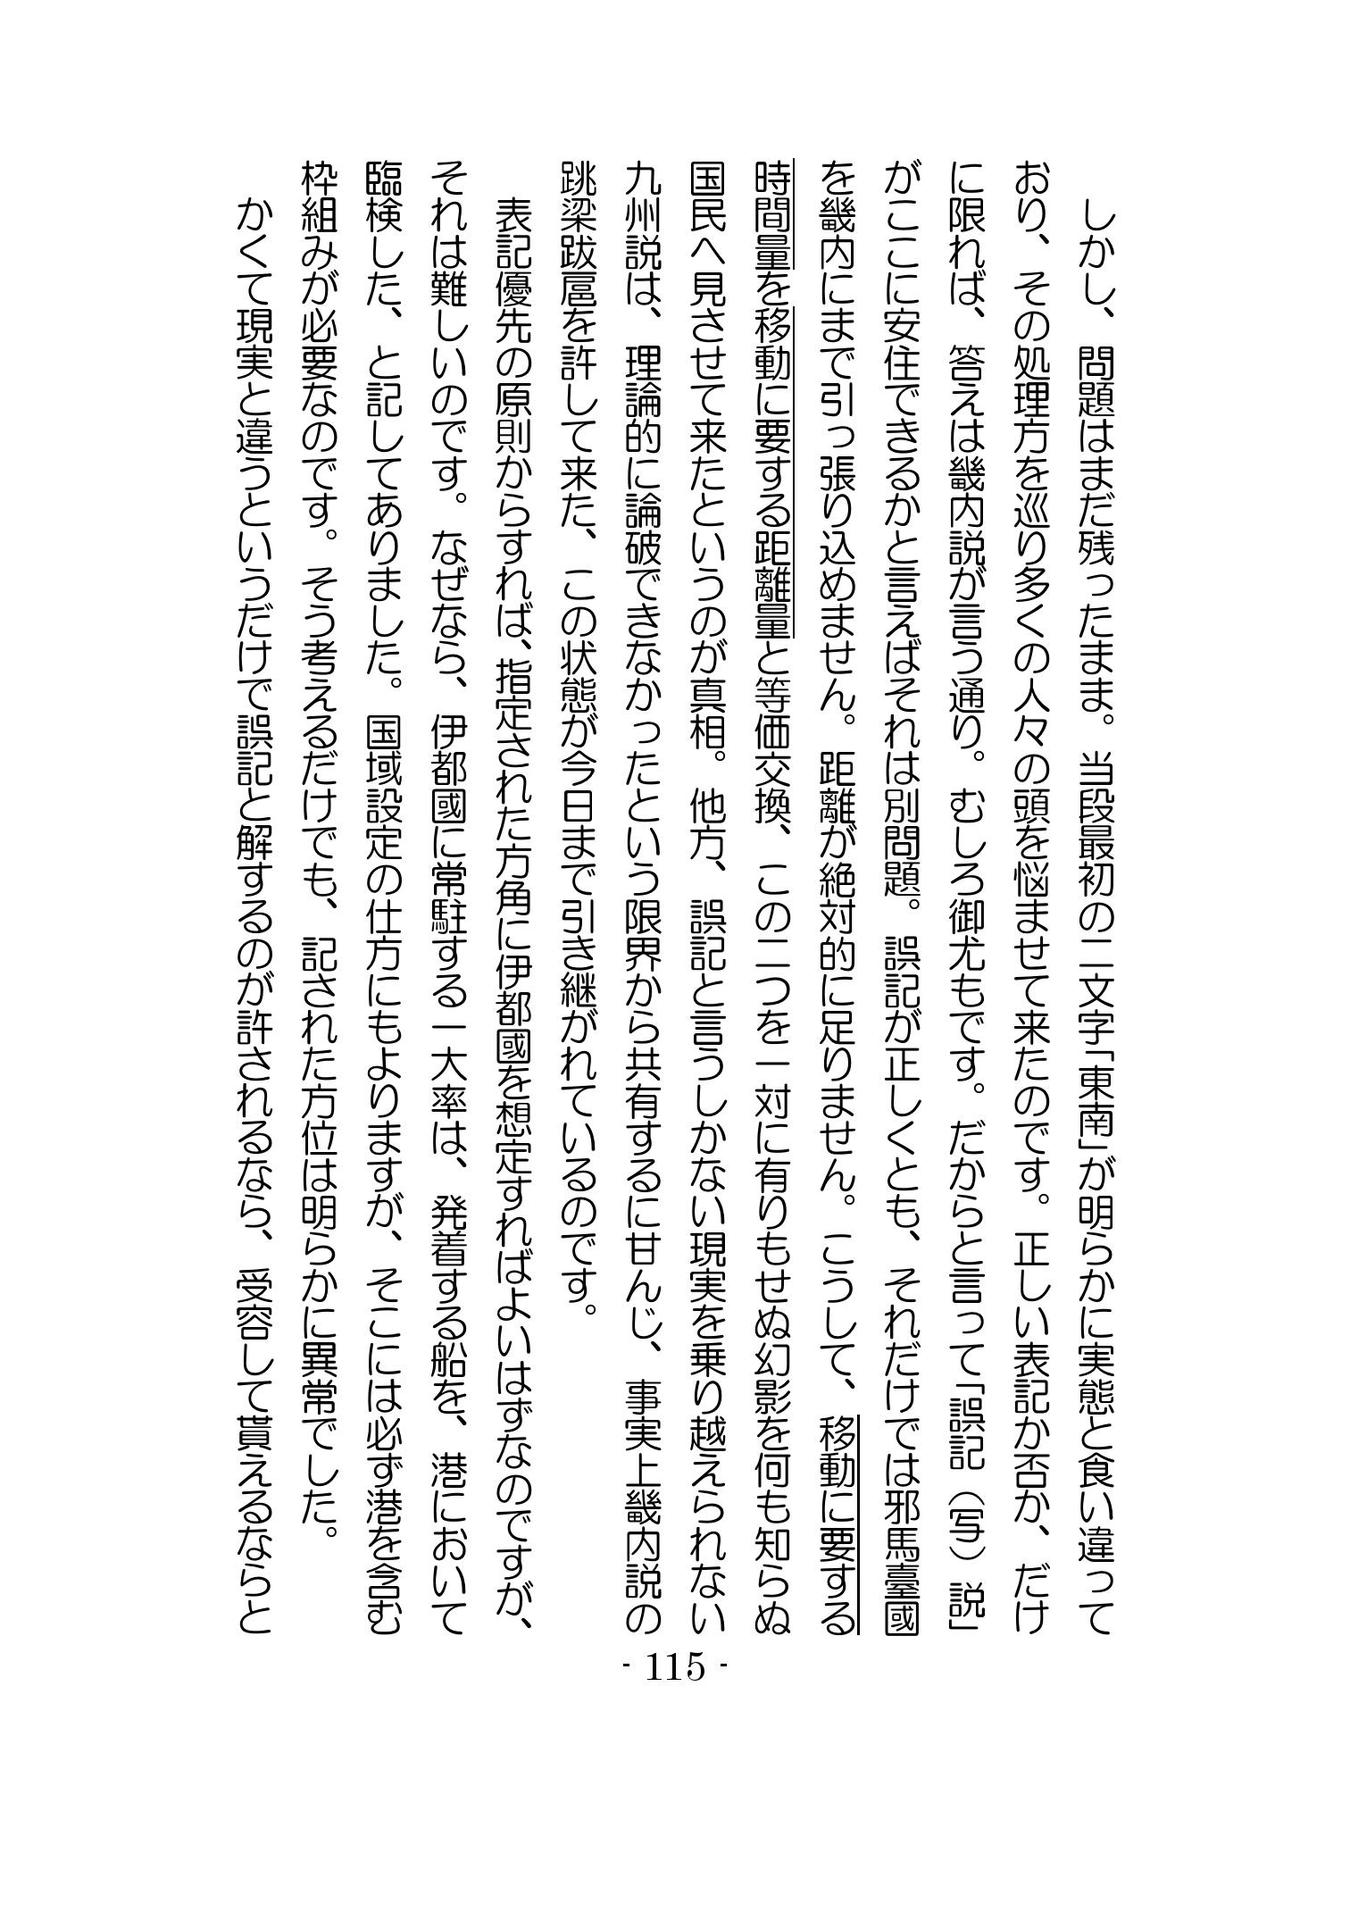 しかし、問題はまだ残ったまま。当段最初の二文字「東南」が明らかに実態と食い違って
おり、その処理方を巡り多くの人々の頭を悩ませて来たのです。正しい表記か否か、だけ
に限れば、答えは畿内説が言う通り。むしろ御尤もです。だからと言って「誤記（写）説」
がここに安住できるかと言えばそれは別問題。誤記が正しくとも、それだけでは邪馬臺國
を畿内にまで引っ張り込めません。距離が絶対的に足りません。こうして、移動に要する
時間量を移動に要する距離量と等価交換、この二つを一対に有りもせぬ幻影を何も知らぬ
国民へ見させて来たというのが真相。他方、誤記と言うしかない現実を乗り越えられない
九州説は、理論的に論破できなかったという限界から共有するに甘んじ、事実上畿内説の
跳梁跋扈を許して来た、この状態が今日まで引き継がれているのです。
　表記優先の原則からすれば、指定された方角に伊都國を想定すればよいはずなのですが、
それは難しいのです。なぜなら、伊都國に常駐する一大率は、発着する船を、港において
臨検した、と記してありました。国域設定の仕方にもよりますが、そこには必ず港を含む
枠組みが必要なのです。そう考えるだけでも、記された方位は明らかに異常でした。
　かくて現実と違うというだけで誤記と解するのが許されるなら、受容して貰えるならと
- 115 -